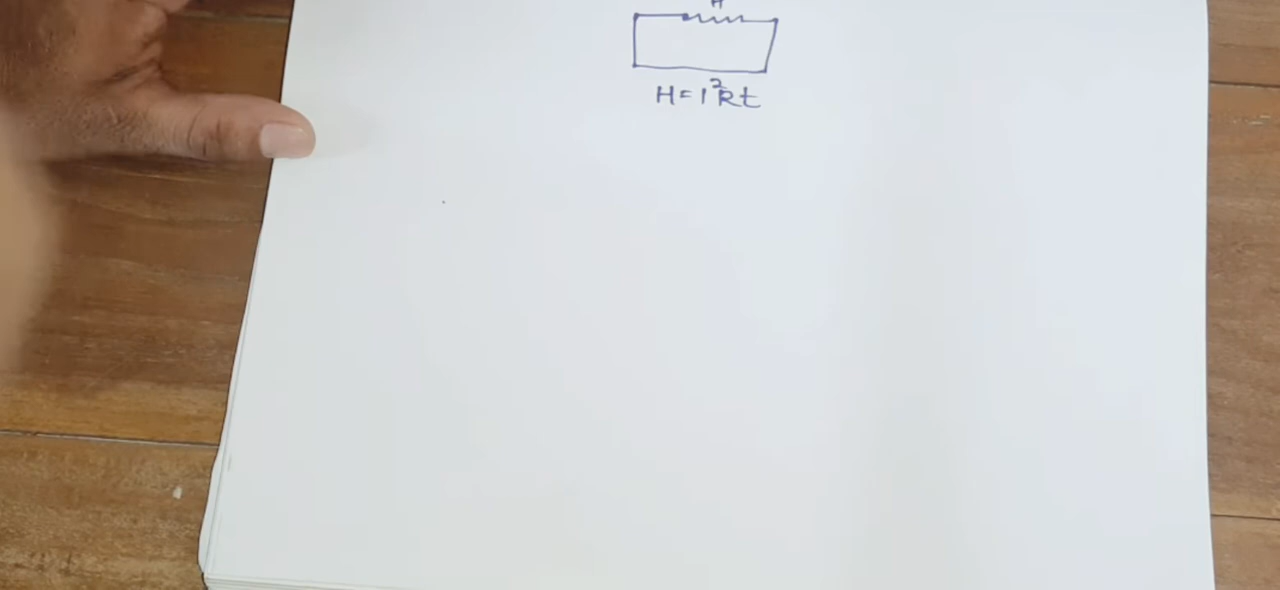 H = I²Rt